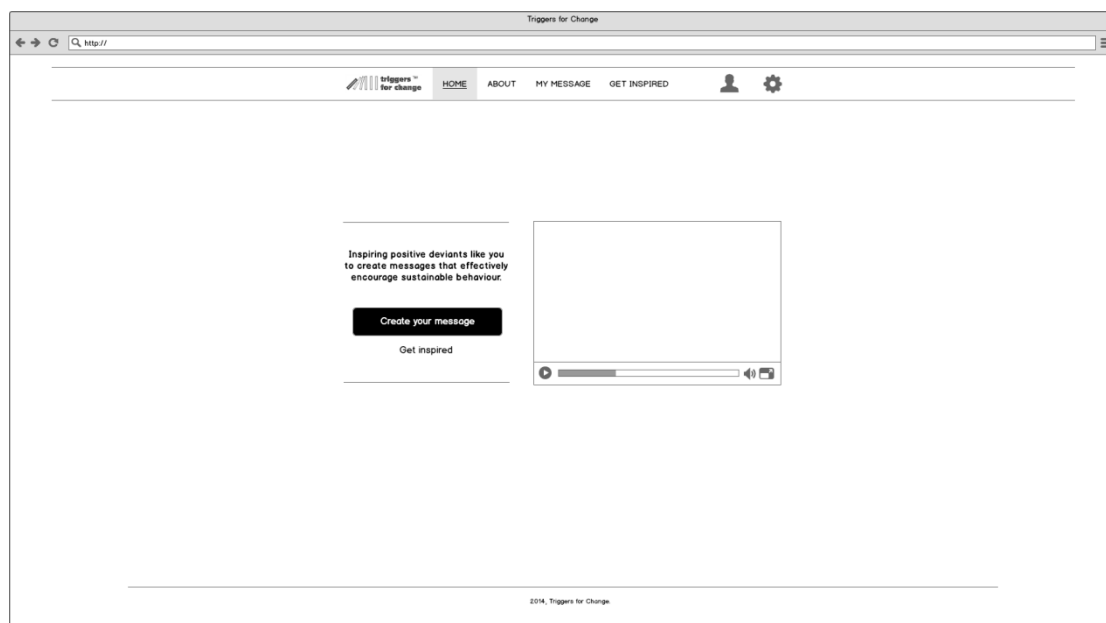 Triggers for Change
http://
triggers™
for change
HOME ABOUT MY MESSAGE GET INSPIRED
Inspiring positive deviants like you
to create messages that effectively
encourage sustainable behaviour.
Create your message
Get inspired
2014, Triggers for Change.